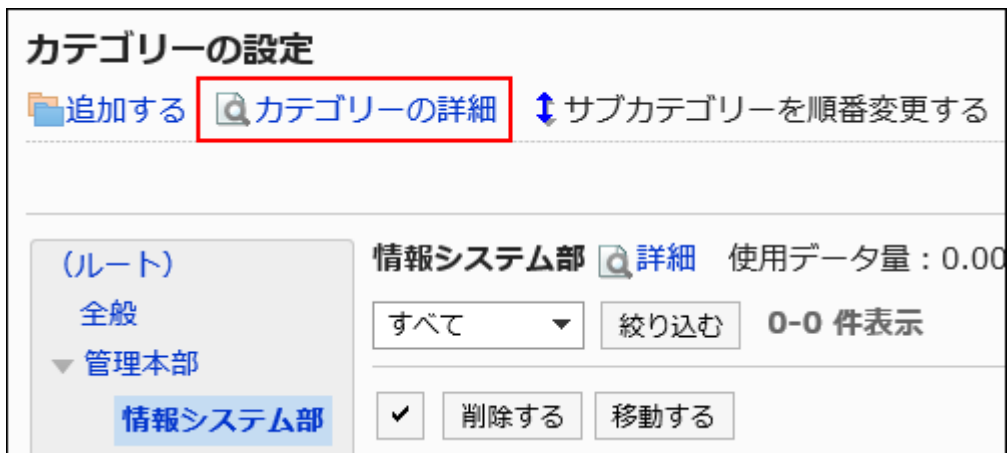 カテゴリーの設定
追加する カテゴリーの詳細 サブカテゴリーを順番変更する
(ルート)
全般
管理本部
情報システム部
情報システム部 詳細 使用データ量:0.00
すべて 絞り込む 0-0 件表示
削除する 移動する